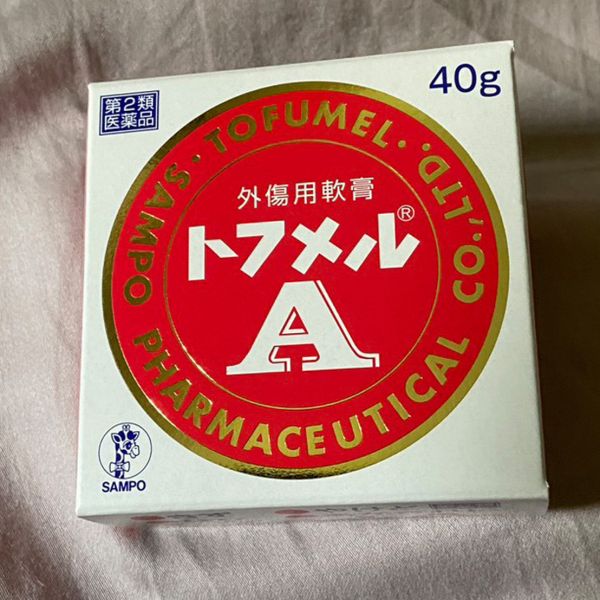 40g
第2類
医薬品
SAMPO PHARMACEUTICAL CO.,LTD.
・TOFUMEL・
外傷用軟膏
トフメル®
A
SAMPO